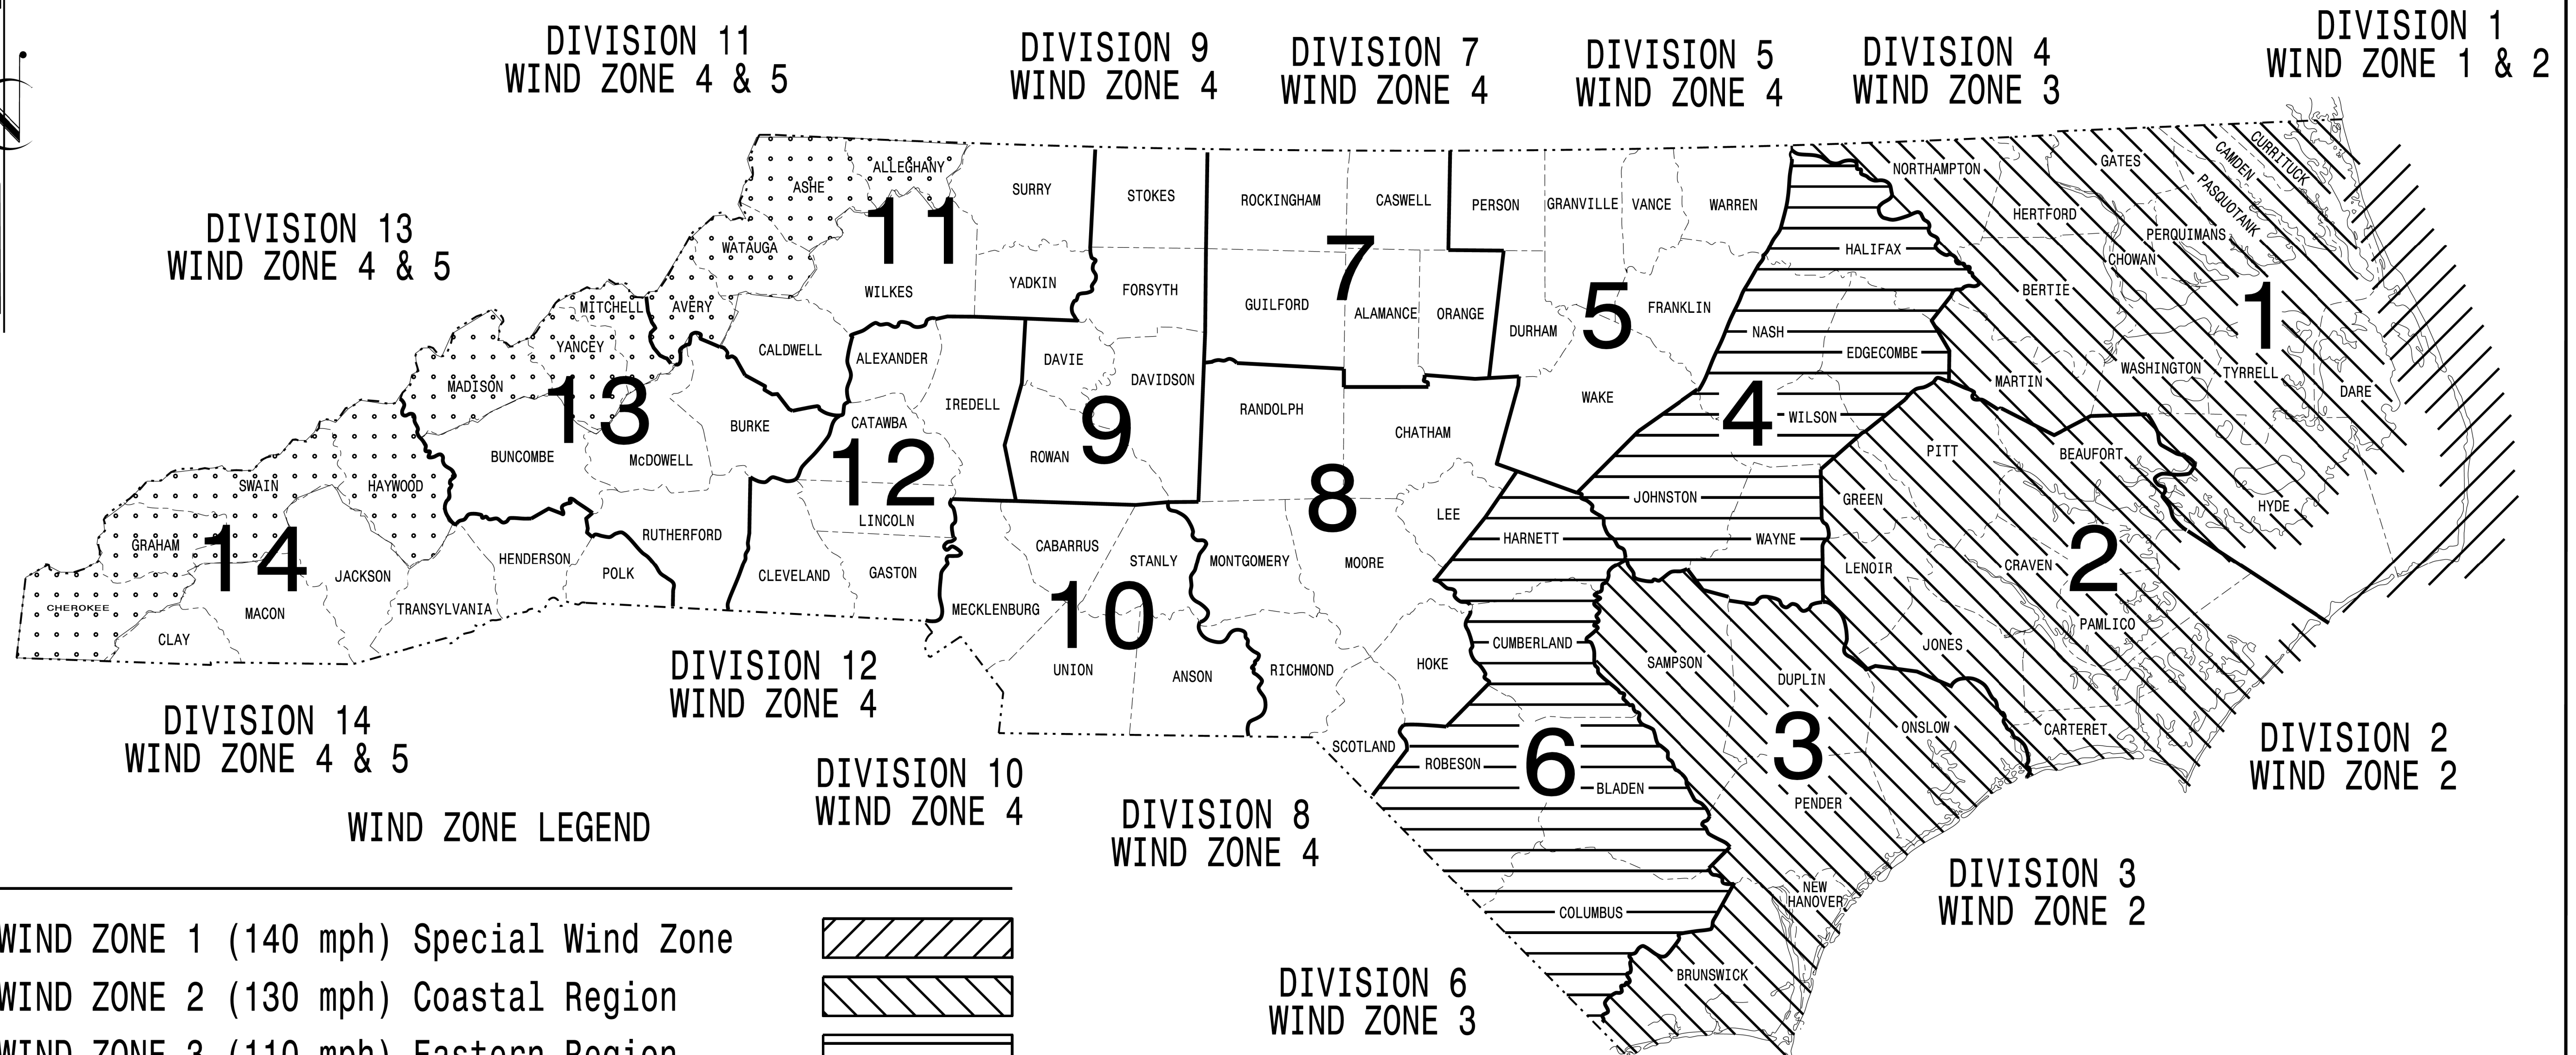 DIVISION 11
WIND ZONE 4 & 5
DIVISION 9
WIND ZONE 4
DIVISION 7
WIND ZONE 4
DIVISION 5
WIND ZONE 4
DIVISION 4
WIND ZONE 3
DIVISION 1
WIND ZONE 1 & 2
DIVISION 13
WIND ZONE 4 & 5
ASHE
ALLEGHANY
SURRY
STOKES
ROCKINGHAM
CASWELL
PERSON
GRANVILLE
VANCE
WARREN
NORTHAMPTON
GATES
CAMDEN
CURRITUCK
PASQUOTANK
HERTFORD
PERQUIMANS
CHOWAN
HALIFAX
BERTIE
WATAUGA
11
WILKES
YADKIN
FORSYTH
7
GUILFORD
ALAMANCE
ORANGE
DURHAM
5
FRANKLIN
NASH
EDGECOMBE
1
MITCHELL
AVERY
YANCEY
CALDWELL
ALEXANDER
DAVIE
DAVIDSON
MADISON
13
BURKE
CATAWBA
IREDELL
9
RANDOLPH
CHATHAM
WAKE
4
WILSON
MARTIN
WASHINGTON
TYRRELL
DARE
BUNCOMBE
McDOWELL
12
ROWAN
PITT
BEAUFORT
SWAIN
HAYWOOD
LINCOLN
8
LEE
JOHNSTON
GREEN
HYDE
GRAHAM
14
JACKSON
HENDERSON
RUTHERFORD
POLK
CLEVELAND
GASTON
CABARRUS
STANLY
MONTGOMERY
MOORE
HARNETT
WAYNE
LENOIR
CRAVEN
2
CHEROKEE
MACON
CLAY
TRANSYLVANIA
MECKLENBURG
10
UNION
ANSON
RICHMOND
HOKE
CUMBERLAND
SAMPSON
DUPLIN
JONES
PAMLICO
SCOTLAND
ROBESON
6
BLADEN
3
PENDER
ONSLOW
CARTERET
NEW
HANOVER
COLUMBUS
BRUNSWICK
DIVISION 14
WIND ZONE 4 & 5
DIVISION 12
WIND ZONE 4
DIVISION 10
WIND ZONE 4
DIVISION 8
WIND ZONE 4
DIVISION 6
WIND ZONE 3
DIVISION 3
WIND ZONE 2
DIVISION 2
WIND ZONE 2
WIND ZONE LEGEND
WIND ZONE 1 (140 mph) Special Wind Zone
WIND ZONE 2 (130 mph) Coastal Region
WIND ZONE 3 (110 mph) Eastern Region